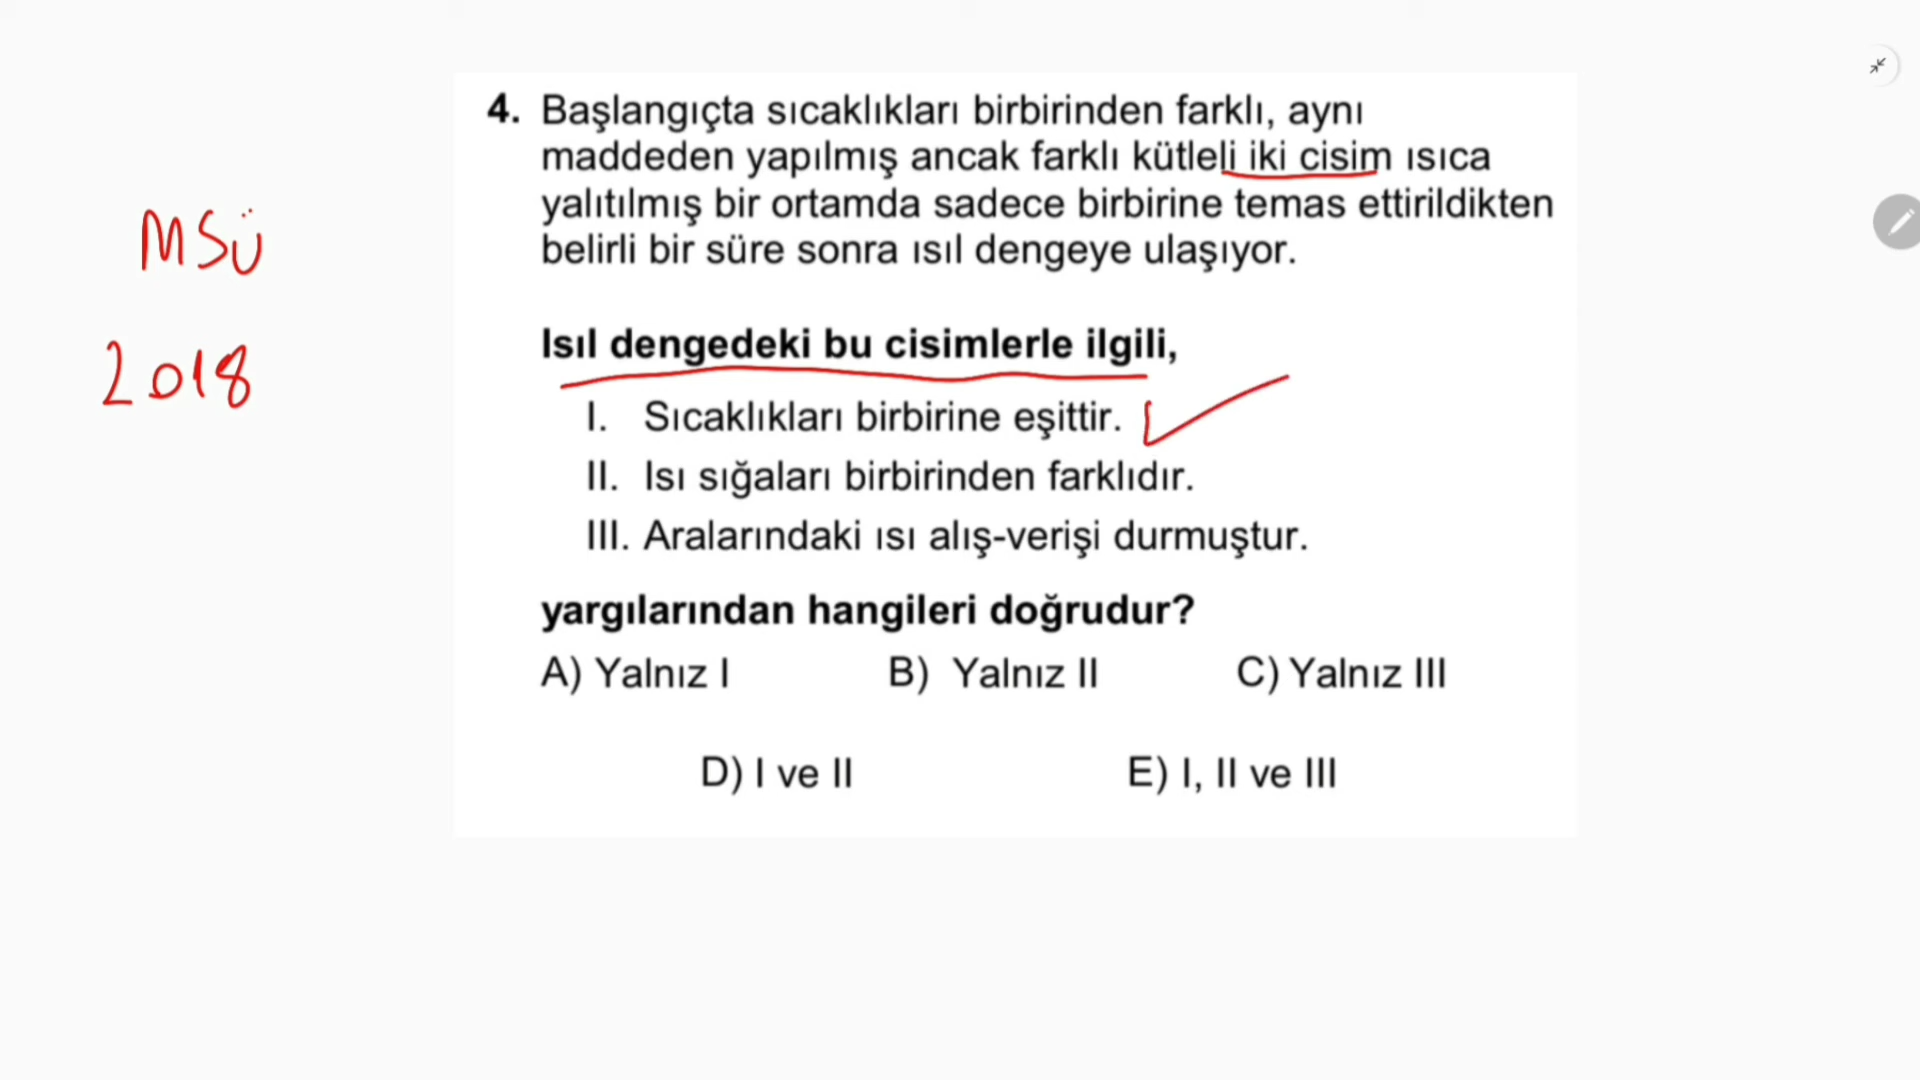 MSÜ
2018
4. Başlangıçta sıcaklıkları birbirinden farklı, aynı
maddeden yapılmış ancak farklı kütleli iki cisim ısıca
yalıtılmış bir ortamda sadece birbirine temas ettirildikten
belirli bir süre sonra ısıl dengeye ulaşıyor.
Isıl dengedeki bu cisimlerle ilgili,
I. Sıcaklıkları birbirine eşittir.
II. Isı sığaları birbirinden farklıdır.
III. Aralarındaki ısı alış-verişi durmuştur.
yargılarından hangileri doğrudur?
A) Yalnız I B) Yalnız II C) Yalnız III
D) I ve II E) I, II ve III